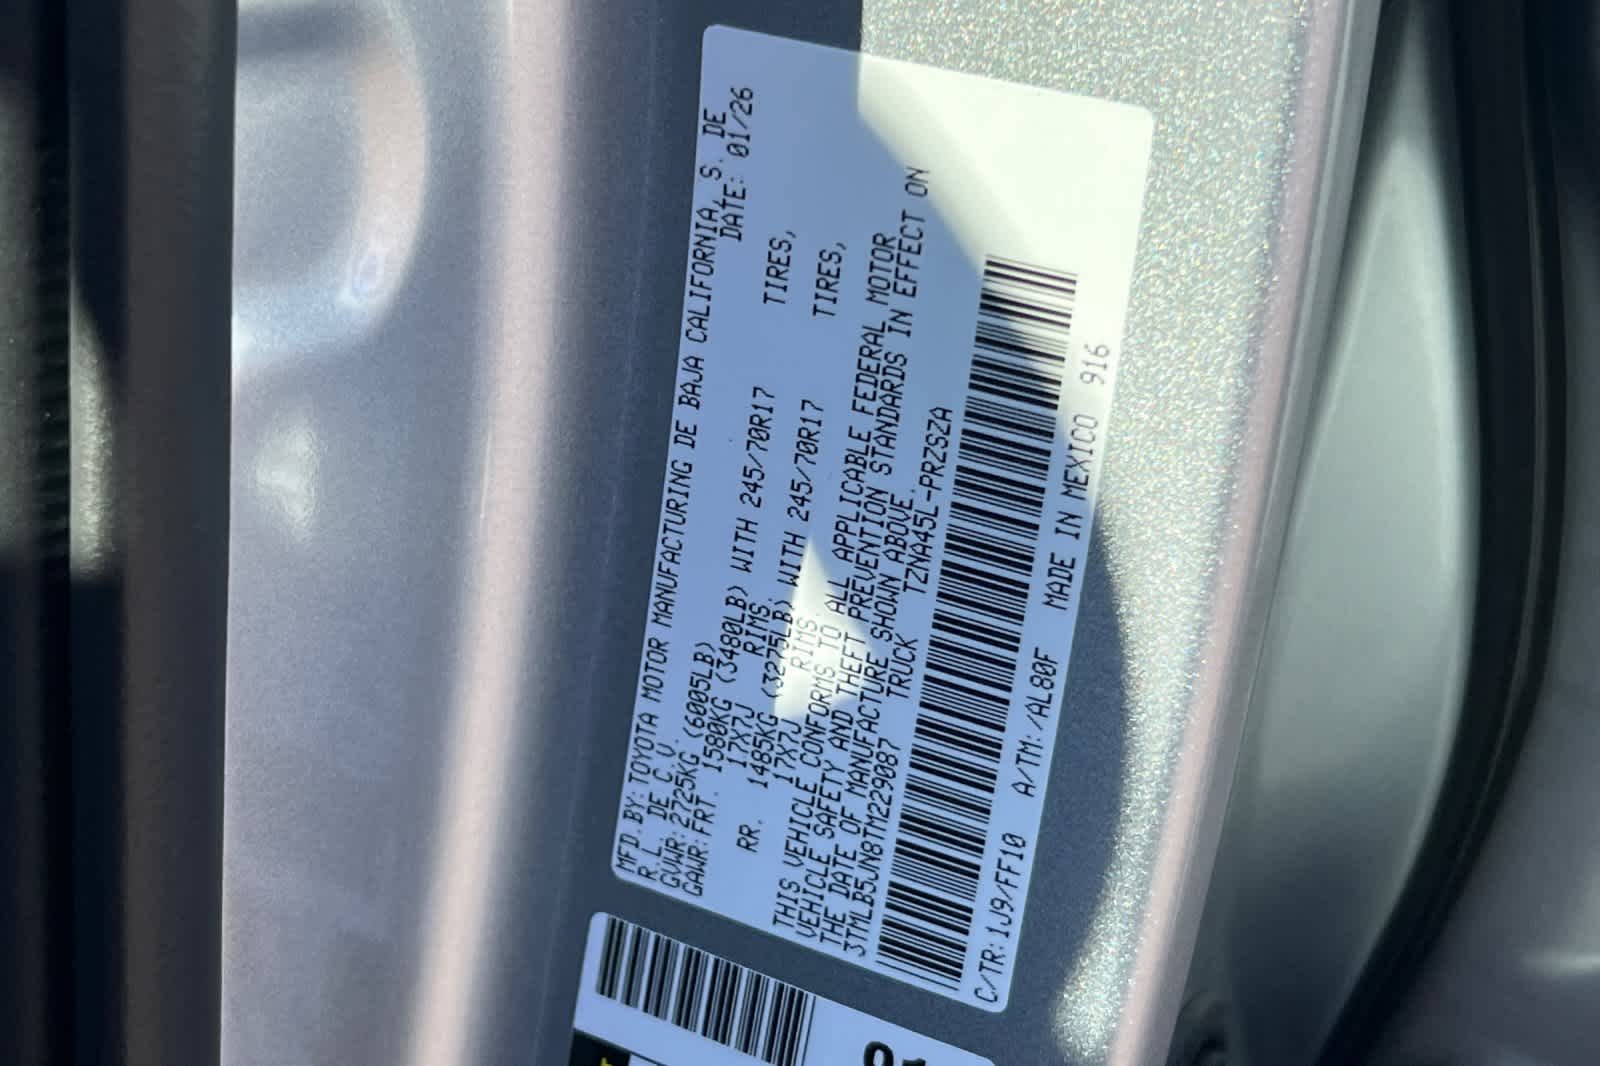 MFD.BY:TOYOTA MOTOR MANUFACTURING DE BAJA CALIFORNIA,S. DE
R.L. DE C.V. DATE: 01/26
GVWR:2725KG (6005LB)
GAWR:FRT. 1580KG (3480LB) WITH 245/70R17 TIRES,
17X7J RIMS
RR. 1485KG (3275LB) WITH 245/70R17 TIRES,
17X7J RIMS.
THIS VEHICLE CONFORMS TO ALL APPLICABLE FEDERAL MOTOR
VEHICLE SAFETY AND THEFT PREVENTION STANDARDS IN EFFECT ON
THE DATE OF MANUFACTURE SHOWN ABOVE.
3TMLB5JN8TM229087 TRUCK TZNA45L-PRZSZA
C/TR:1J9/FF10 A/TM:/AL80F MADE IN MEXICO 916